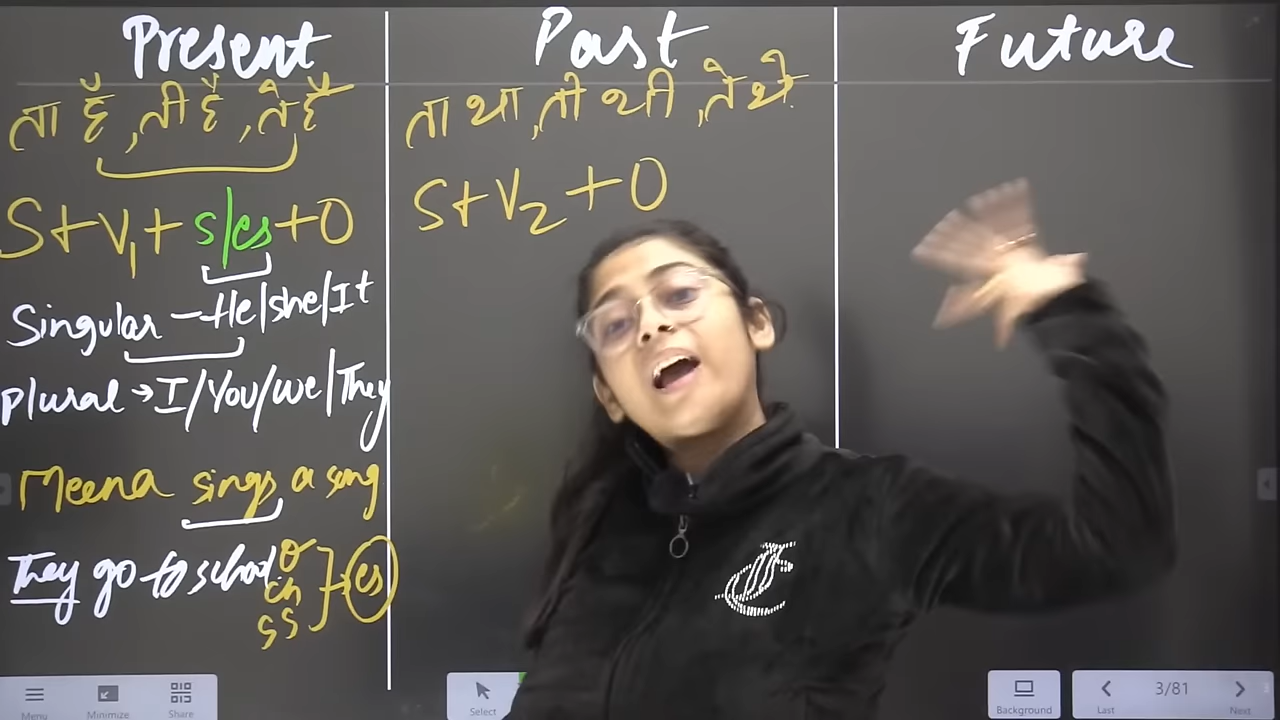 Present
ता है, ती है, ते हैं
S+V1+ s/es +O
Singular – He/she/It
plural → I/You/we/They
Meena sings a song
They go to school.
o
ch
ss
es
Past
ता था, ती थी, ते थे
S+V2+O
Future
Menu
Minimize
Share
Select
Background
Last
3/81
Next